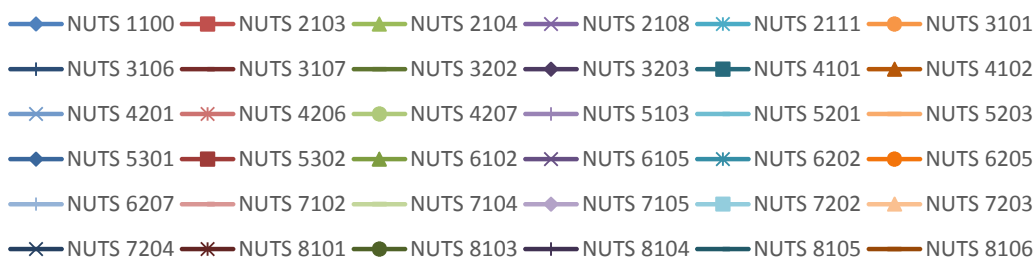 NUTS 1100 NUTS 2103 NUTS 2104 NUTS 2108 NUTS 2111 NUTS 3101
NUTS 3106 NUTS 3107 NUTS 3202 NUTS 3203 NUTS 4101 NUTS 4102
NUTS 4201 NUTS 4206 NUTS 4207 NUTS 5103 NUTS 5201 NUTS 5203
NUTS 5301 NUTS 5302 NUTS 6102 NUTS 6105 NUTS 6202 NUTS 6205
NUTS 6207 NUTS 7102 NUTS 7104 NUTS 7105 NUTS 7202 NUTS 7203
NUTS 7204 NUTS 8101 NUTS 8103 NUTS 8104 NUTS 8105 NUTS 8106